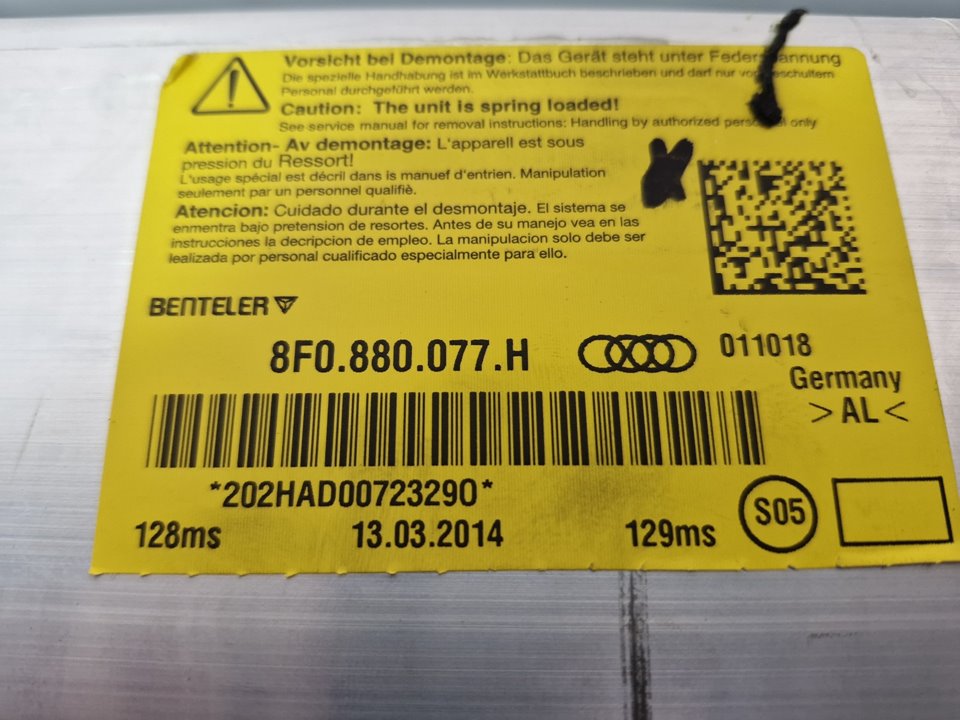 Vorsicht bei Demontage: Das Gerät steht unter Federspannung
Die spezielle Handhabung ist im Werkstattbuch beschrieben und darf nur von geschultem
Personal durchgeführt werden.
Caution: The unit is spring loaded!
See service manual for removal instructions: Handling by authorized personnel only
Attention- Av demontage: L'appareil est sous
pression du Ressort!
L'usage spécial est décril dans is manuef d'entrien. Manipulation
seulement par un personnel qualifiè.
Atencion: Cuidado durante el desmontaje. El sistema se
enmentra bajo pretension de resortes. Antes de su manejo vea en las
instrucciones la decripcion de empleo. La manipulacion solo debe ser
lealizada por personal cualificado especialmente para ello.
BENTELER
8F0.880.077.H
011018
Germany
>AL<
*202HAD00723290*
128ms 13.03.2014 129ms
S05